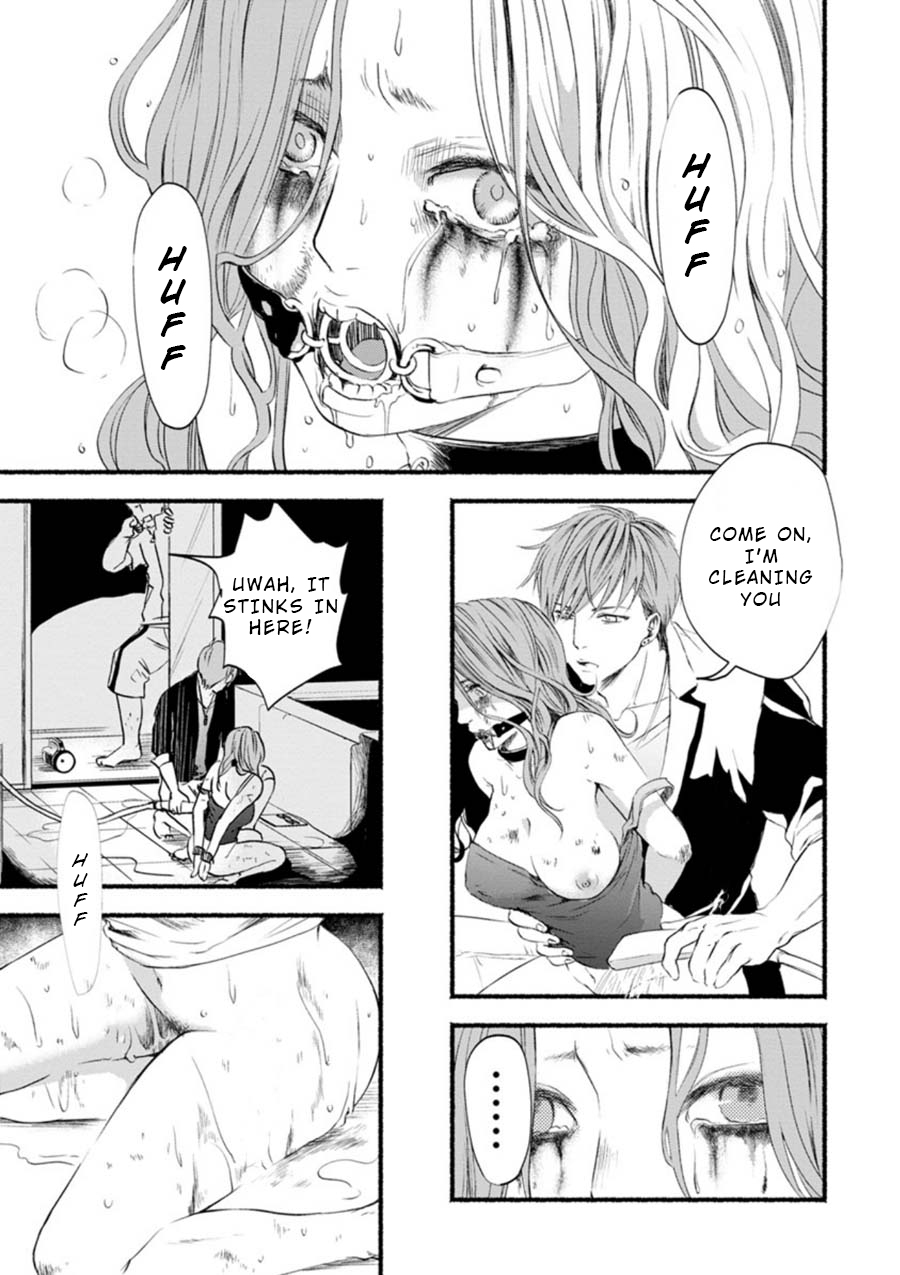 HUFF
HUFF
COME ON,
I'M
CLEANING
YOU
UWAH, IT
STINKS IN
HERE!
......
HUFF